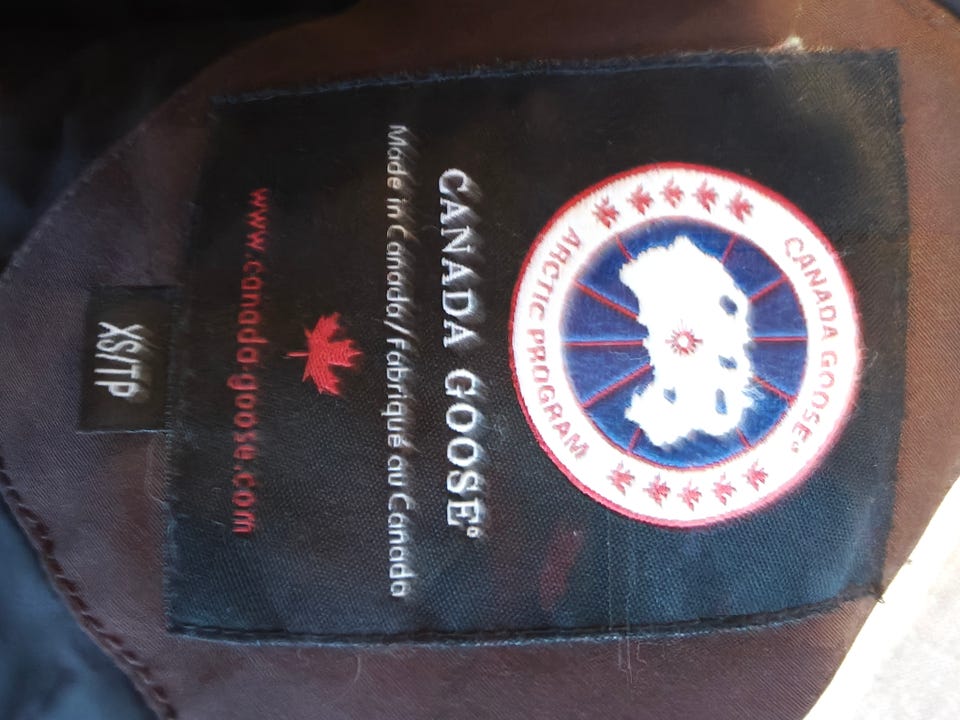 CANADA GOOSE®
ARCTIC PROGRAM
CANADA GOOSE®
Made in Canada/Fabriqué au Canada
www.canada-goose.com
XS/TP